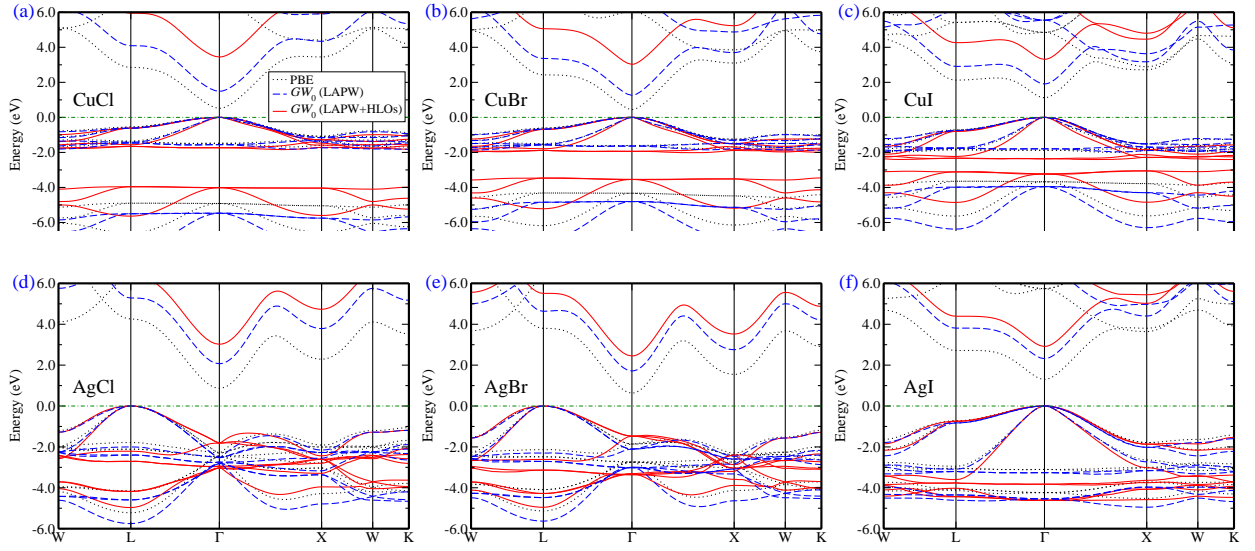 (a) (b) (c)
6.0 6.0 6.0
4.0 4.0 4.0
2.0 2.0 2.0
0.0 0.0 0.0
-2.0 -2.0 -2.0
-4.0 -4.0 -4.0
-6.0 -6.0 -6.0
Energy (eV) Energy (eV) Energy (eV)
CuCl CuBr CuI
PBE
GW₀ (LAPW)
GW₀ (LAPW+HLOs)
(d) (e) (f)
6.0 6.0 6.0
4.0 4.0 4.0
2.0 2.0 2.0
0.0 0.0 0.0
-2.0 -2.0 -2.0
-4.0 -4.0 -4.0
-6.0 -6.0 -6.0
Energy (eV) Energy (eV) Energy (eV)
AgCl AgBr AgI
W L Γ X W K W L Γ X W K W L Γ X W K